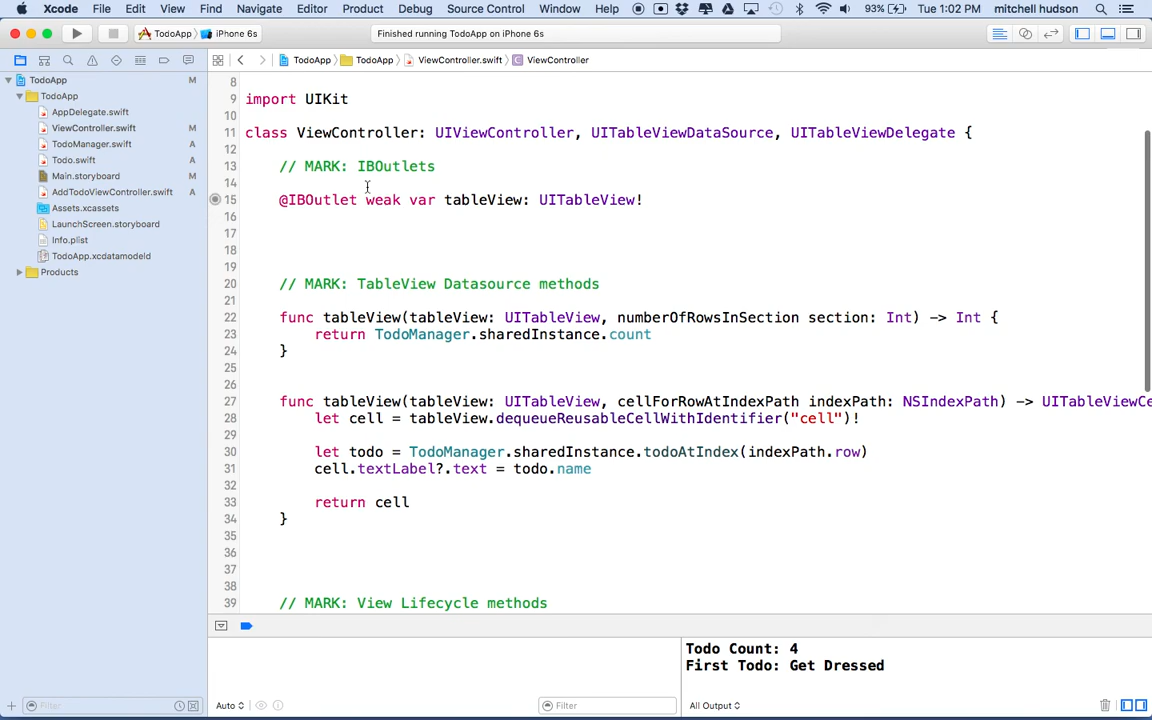 Xcode File Edit View Find Navigate Editor Product Debug Source Control Window Help 93% Tue 1:02 PM mitchell hudson
TodoApp iPhone 6s Finished running TodoApp on iPhone 6s
TodoApp TodoApp ViewController.swift C ViewController
TodoApp M
TodoApp
AppDelegate.swift
ViewController.swift M
TodoManager.swift A
Todo.swift A
Main.storyboard M
AddTodoViewController.swift A
Assets.xcassets
LaunchScreen.storyboard
Info.plist
TodoApp.xcdatamodeld
Products
Filter
8
9 import UIKit
10
11 class ViewController: UIViewController, UITableViewDataSource, UITableViewDelegate {
12
13 // MARK: IBOutlets
14
15 @IBOutlet weak var tableView: UITableView!
16
17
18
19
20 // MARK: TableView Datasource methods
21
22 func tableView(tableView: UITableView, numberOfRowsInSection section: Int) -> Int {
23 return TodoManager.sharedInstance.count
24 }
25
26
27 func tableView(tableView: UITableView, cellForRowAtIndexPath indexPath: NSIndexPath) -> UITableViewCe
28 let cell = tableView.dequeueReusableCellWithIdentifier("cell")!
29
30 let todo = TodoManager.sharedInstance.todoAtIndex(indexPath.row)
31 cell.textLabel?.text = todo.name
32
33 return cell
34 }
35
36
37
38
39 // MARK: View Lifecycle methods
Auto Filter
Todo Count: 4
First Todo: Get Dressed
All Output